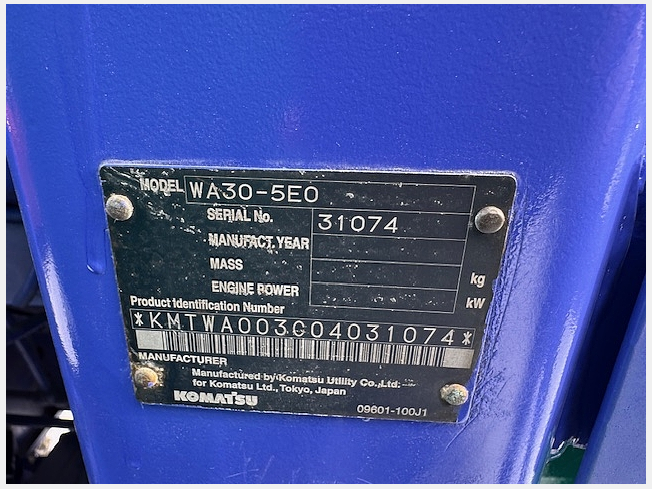 MODEL WA30-5E0
SERIAL No. 31074
MANUFACT. YEAR
MASS kg
ENGINE POWER kW
Product Identification Number
*KMTWA003C04031074*
MANUFACTURER
Manufactured by Komatsu Utility Co.,Ltd.
for Komatsu Ltd., Tokyo, Japan
KOMATSU 09601-100J1